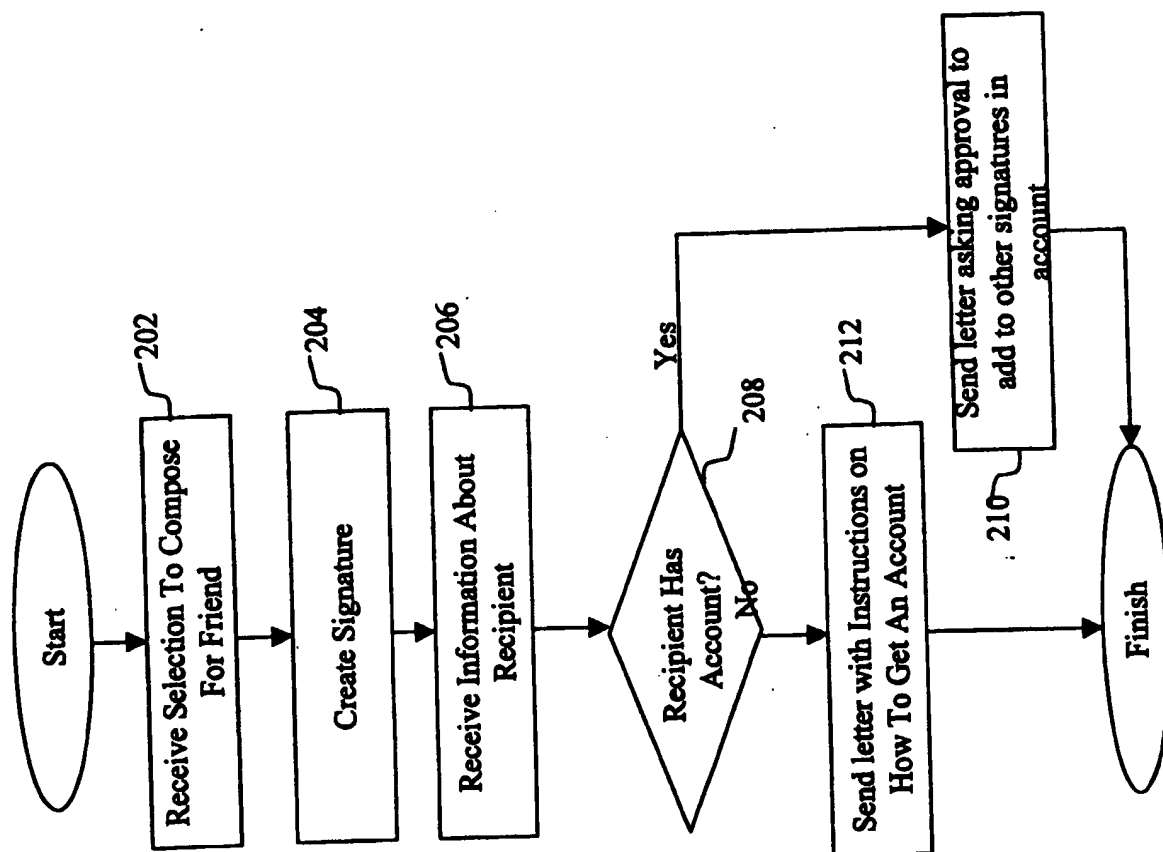 Start
202
Receive Selection To Compose
For Friend
204
Create Signature
206
Receive Information About
Recipient
208
Recipient Has
Account?
Yes
No
210
Send letter asking approval to
add to other signatures in
account
212
Send letter with Instructions on
How To Get An Account
Finish